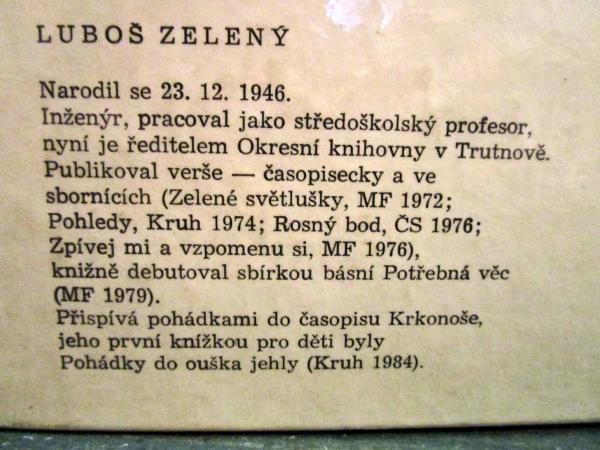 LUBOŠ ZELENÝ
Narodil se 23. 12. 1946.
Inženýr, pracoval jako středoškolský profesor,
nyní je ředitelem Okresní knihovny v Trutnově.
Publikoval verše — časopisecky a ve
sbornících (Zelené světlušky, MF 1972;
Pohledy, Kruh 1974; Rosný bod, ČS 1976;
Zpívej mi a vzpomenu si, MF 1976),
knižně debutoval sbírkou básní Potřebná věc
(MF 1979).
Přispívá pohádkami do časopisu Krkonoše,
jeho první knížkou pro děti byly
Pohádky do ouška jehly (Kruh 1984).